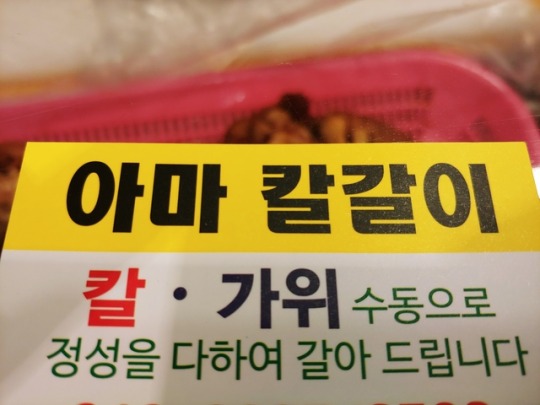 아마 칼갈이
칼 · 가위 수동으로
정성을 다하여 갈아 드립니다